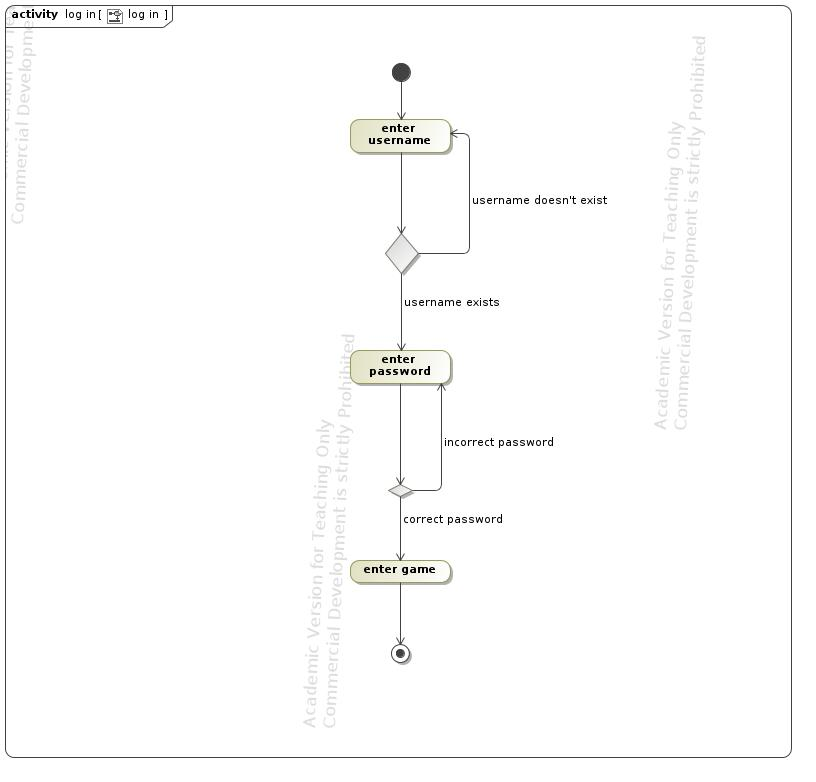 activity log in [ log in ]
enter
username
username doesn't exist
username exists
enter
password
incorrect password
correct password
enter game
Academic Version for Teaching Only
Commercial Development is strictly Prohibited
Academic Version for Teaching Only
Commercial Development is strictly Prohibited
Commercial Development